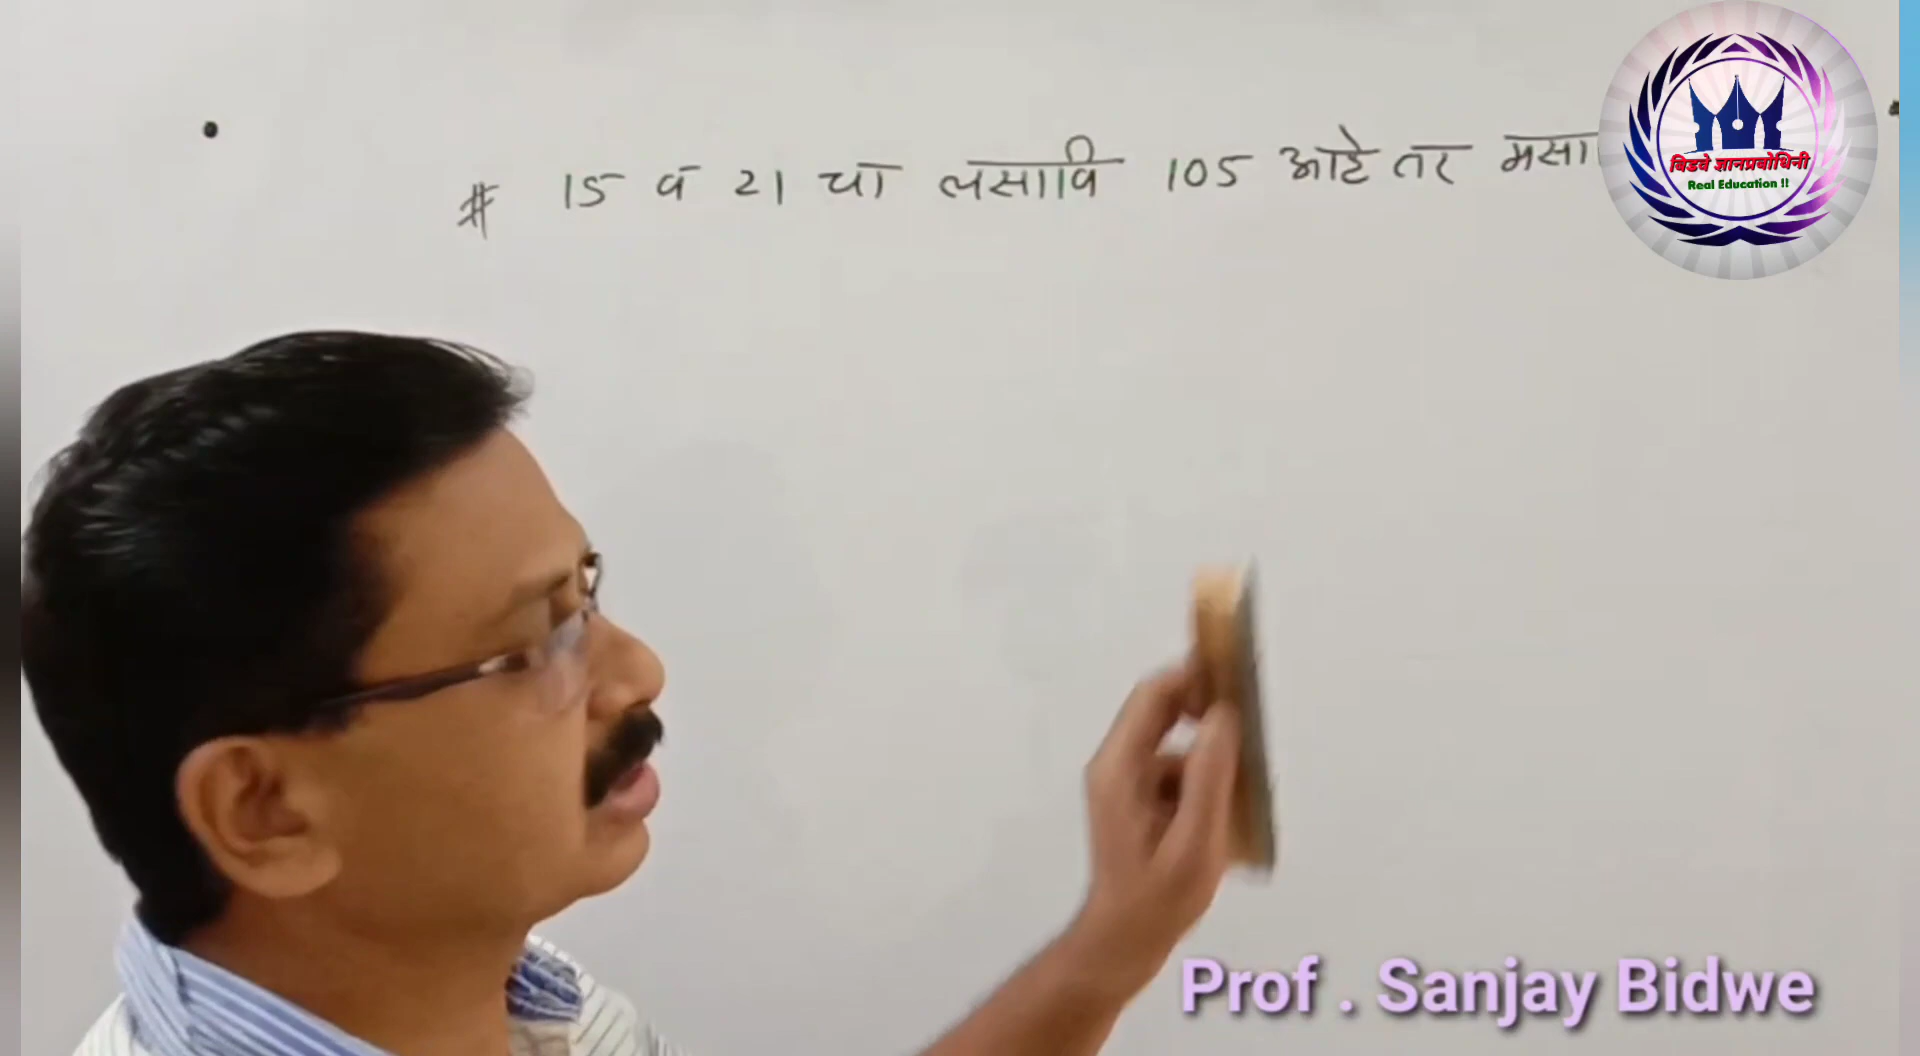 # 15 व 21 चा लसावि 105 आहे तर मसा
बिडवे ज्ञानप्रबोधिनी
Real Education !!
Prof . Sanjay Bidwe